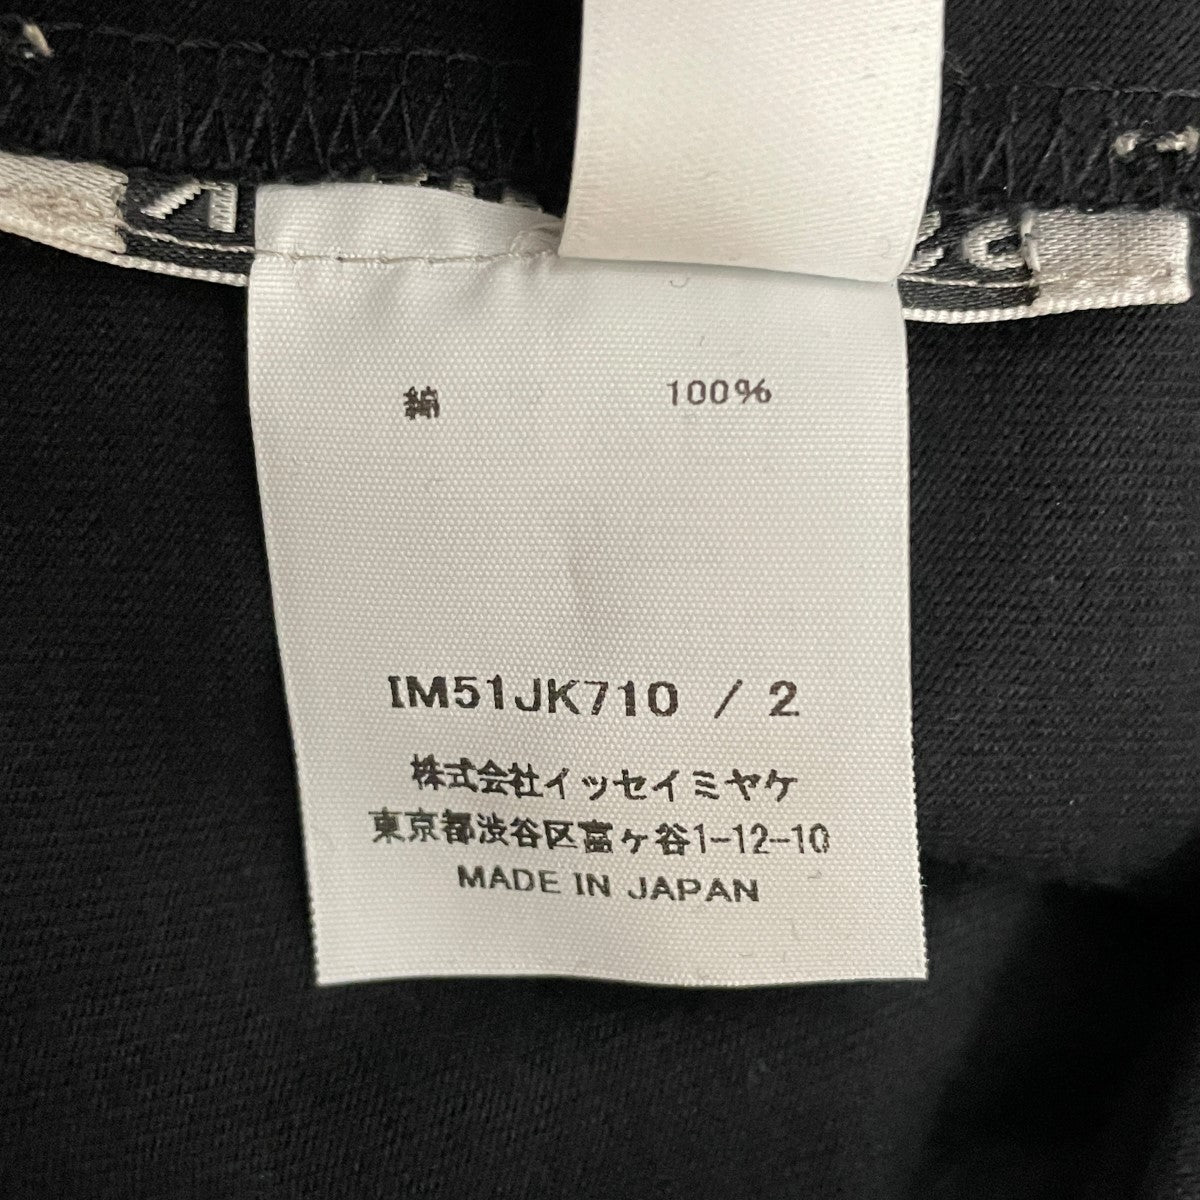 綿 100%
IM51JK710 / 2
株式会社イッセイミヤケ
東京都渋谷区富ヶ谷1-12-10
MADE IN JAPAN